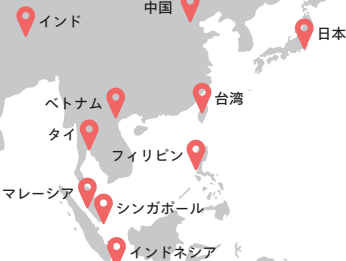 中国
インド
日本
ベトナム
台湾
タイ
フィリピン
マレーシア
シンガポール
インドネシア